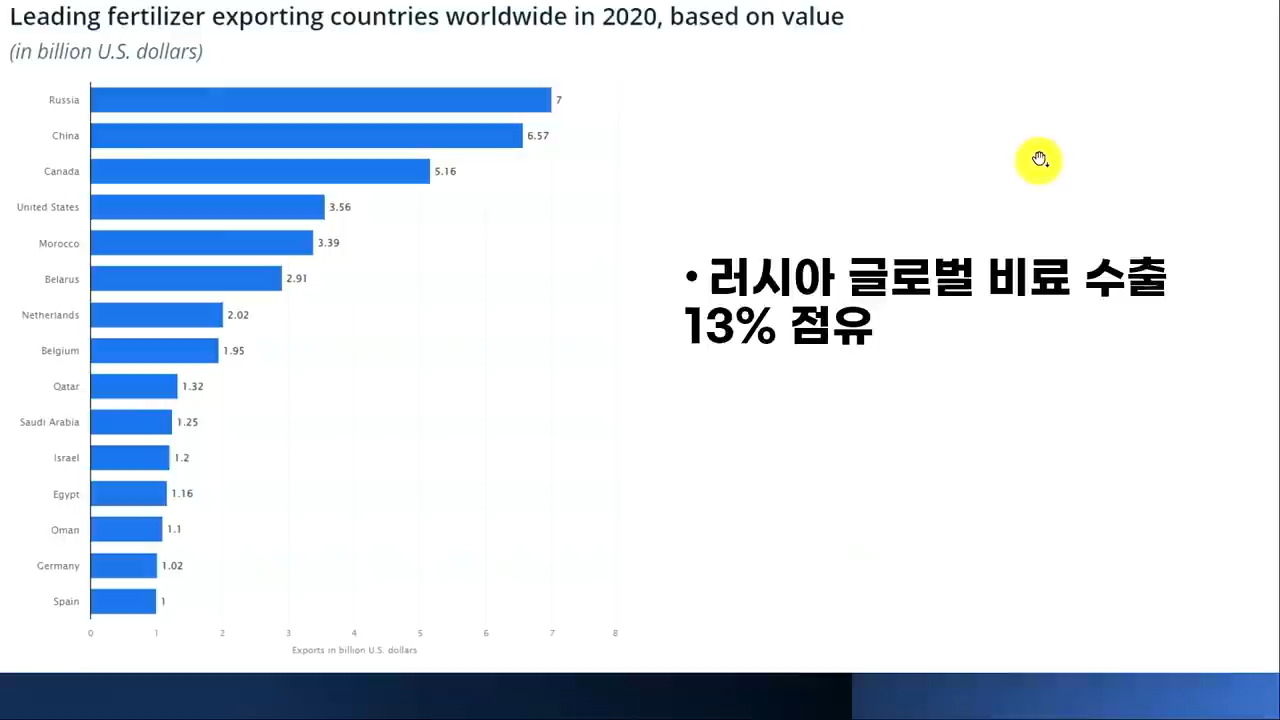 Leading fertilizer exporting countries worldwide in 2020, based on value
(in billion U.S. dollars)
Russia 7
China 6.57
Canada 5.16
United States 3.56
Morocco 3.39
Belarus 2.91
Netherlands 2.02
Belgium 1.95
Qatar 1.32
Saudi Arabia 1.25
Israel 1.2
Egypt 1.16
Oman 1.1
Germany 1.02
Spain 1
0 1 2 3 4 5 6 7 8
Exports in billion U.S. dollars
• 러시아 글로벌 비료 수출
13% 점유